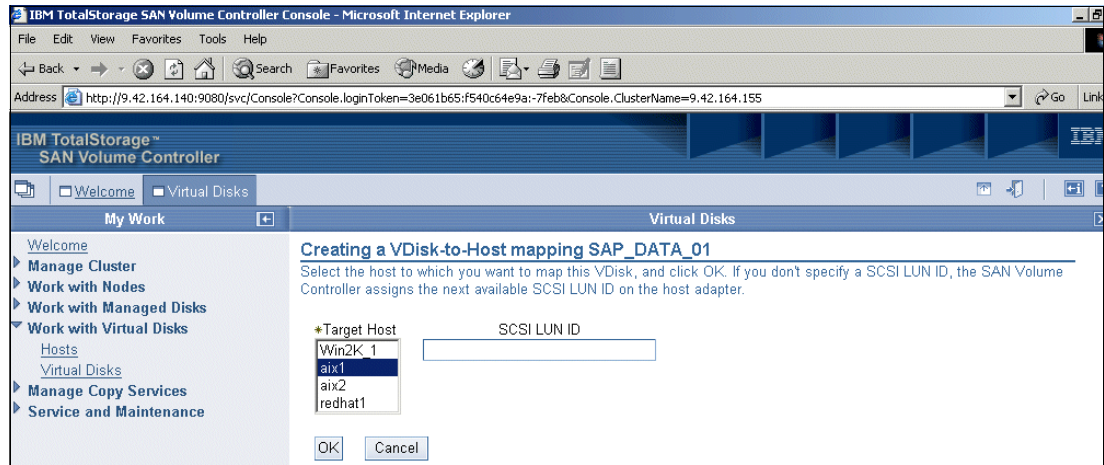 IBM TotalStorage SAN Volume Controller Console - Microsoft Internet Explorer
File Edit View Favorites Tools Help
Back Search Favorites Media
Address http://9.42.164.140:9080/svc/Console?Console.loginToken=3e061b65:f540c64e9a:-7feb&Console.ClusterName=9.42.164.155 Go Link
IBM TotalStorage™
SAN Volume Controller
IBM
Welcome Virtual Disks
My Work
Virtual Disks
Welcome
Manage Cluster
Work with Nodes
Work with Managed Disks
Work with Virtual Disks
Hosts
Virtual Disks
Manage Copy Services
Service and Maintenance
Creating a VDisk-to-Host mapping SAP_DATA_01
Select the host to which you want to map this VDisk, and click OK. If you don't specify a SCSI LUN ID, the SAN Volume
Controller assigns the next available SCSI LUN ID on the host adapter.
*Target Host SCSI LUN ID
Win2K_1
aix1
aix2
redhat1
OK Cancel